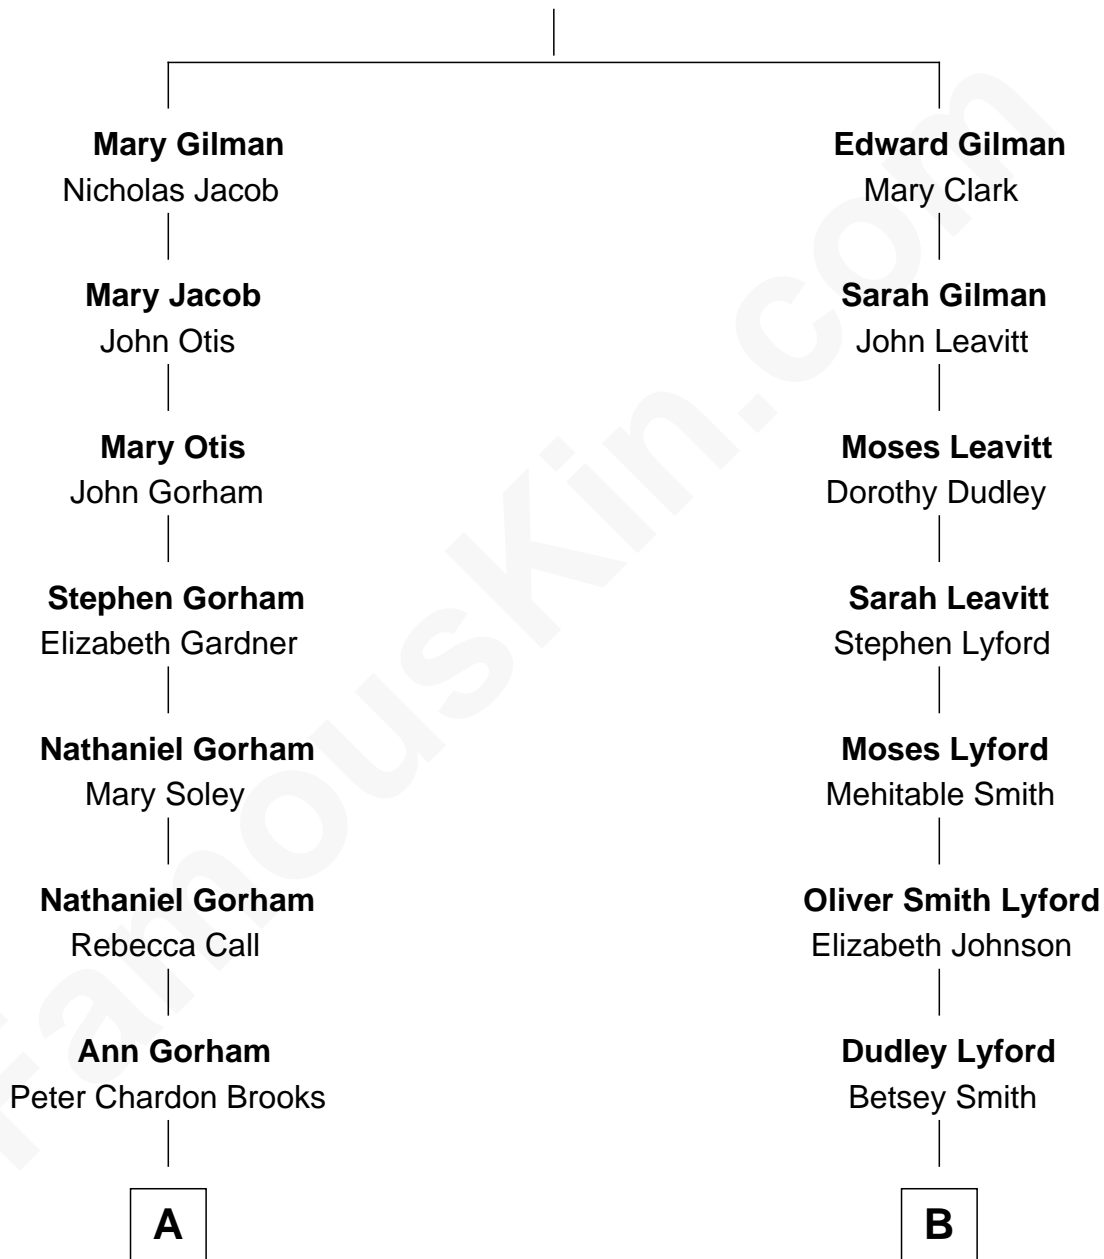 Mary Gilman
Nicholas Jacob
Edward Gilman
Mary Clark
Mary Jacob
John Otis
Sarah Gilman
John Leavitt
Mary Otis
John Gorham
Moses Leavitt
Dorothy Dudley
Stephen Gorham
Elizabeth Gardner
Sarah Leavitt
Stephen Lyford
Nathaniel Gorham
Mary Soley
Moses Lyford
Mehitable Smith
Nathaniel Gorham
Rebecca Call
Oliver Smith Lyford
Elizabeth Johnson
Ann Gorham
Peter Chardon Brooks
Dudley Lyford
Betsey Smith
A
B
FamousKin.com